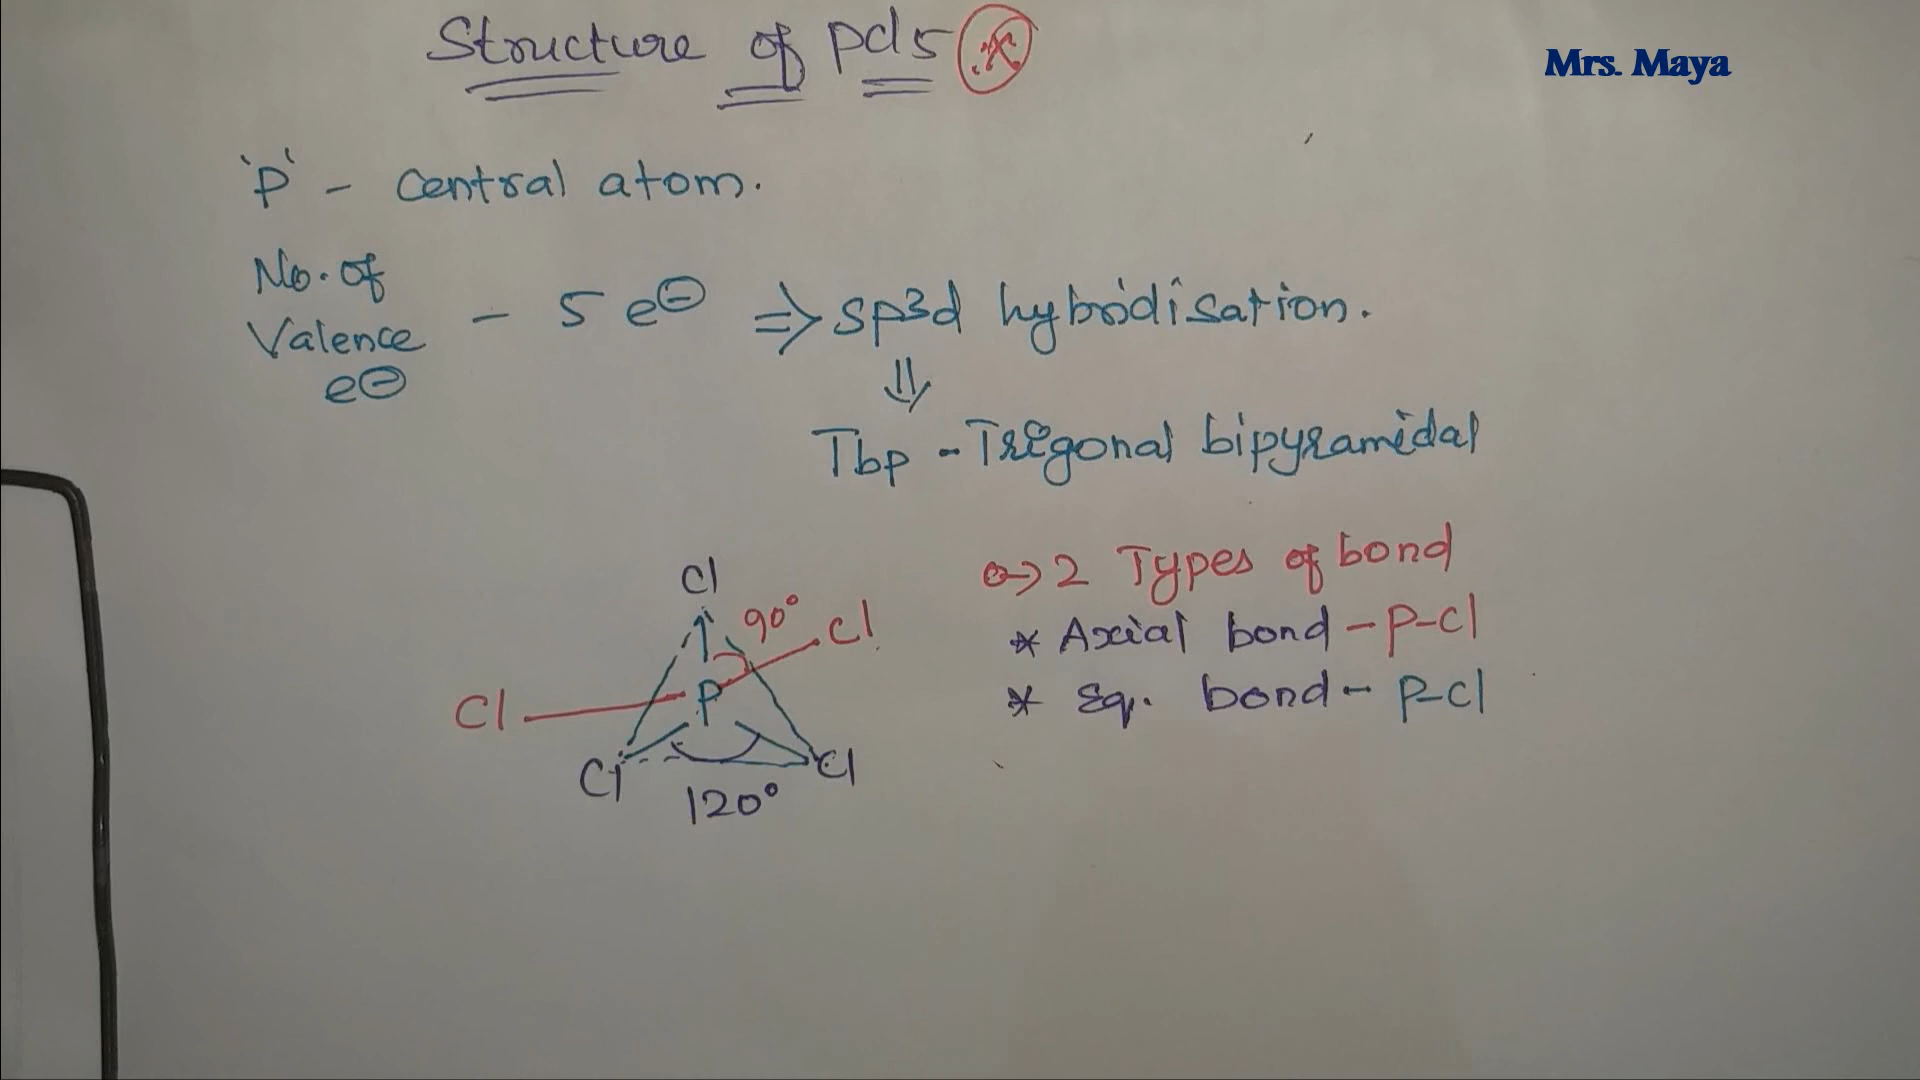 Structure of pcl5
Mrs. Maya
'P' - Central atom.
No. of
Valence
e⊖
- 5 e⊖ ⇒ sp3d hybridisation.
⇓
Tbp - Trigonal bipyramidal
Cl
90°
Cl
Cl
P
Cl
Cl
120°
2 Types of bond
* Axial bond - P-Cl
* Eq. bond - P-Cl